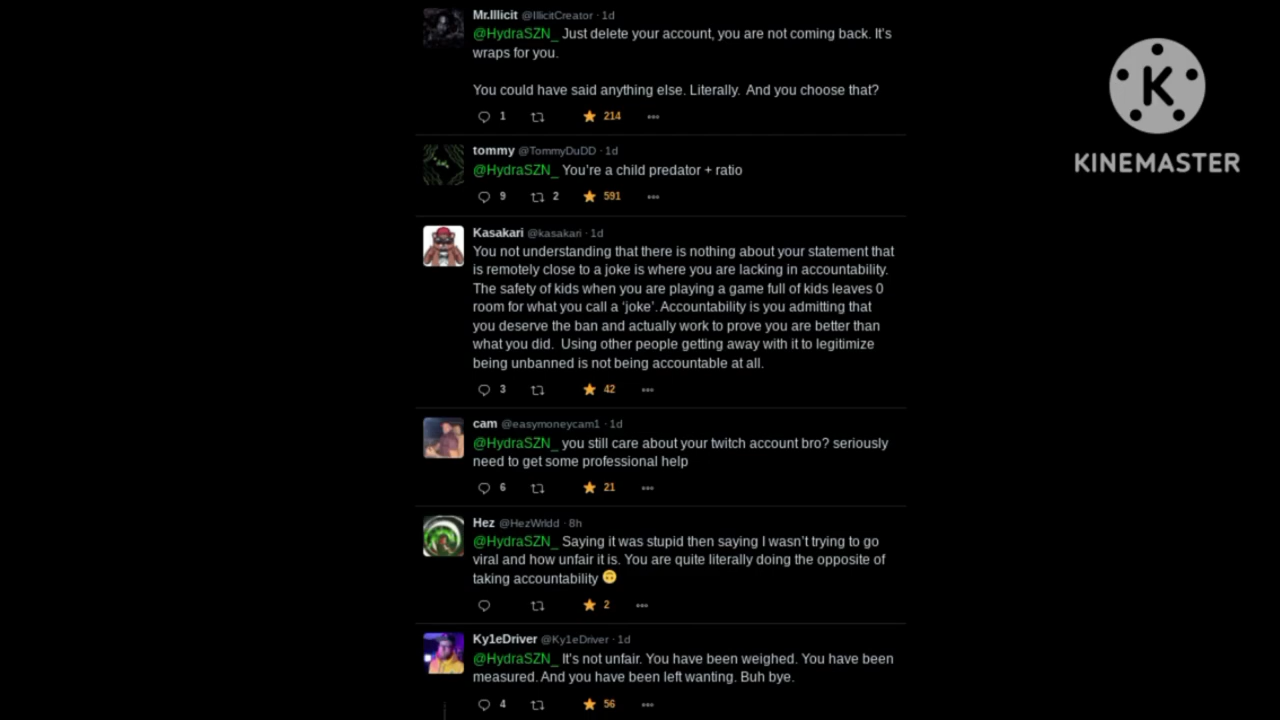 Mr.Illicit @IllicitCreator · 1d
@HydraSZN_ Just delete your account, you are not coming back. It's
wraps for you.
You could have said anything else. Literally. And you choose that?
1 214
tommy @TommyDuDD · 1d
@HydraSZN_ You're a child predator + ratio
9 2 591
Kasakari @kasakari · 1d
You not understanding that there is nothing about your statement that
is remotely close to a joke is where you are lacking in accountability.
The safety of kids when you are playing a game full of kids leaves 0
room for what you call a 'joke'. Accountability is you admitting that
you deserve the ban and actually work to prove you are better than
what you did. Using other people getting away with it to legitimize
being unbanned is not being accountable at all.
3 42
cam @easymoneycam1 · 1d
@HydraSZN_ you still care about your twitch account bro? seriously
need to get some professional help
6 21
Hez @HezWrldd · 8h
@HydraSZN_ Saying it was stupid then saying I wasn't trying to go
viral and how unfair it is. You are quite literally doing the opposite of
taking accountability 🙃
2
Ky1eDriver @Ky1eDriver · 1d
@HydraSZN_ It's not unfair. You have been weighed. You have been
measured. And you have been left wanting. Buh bye.
4 56
K
KINEMASTER